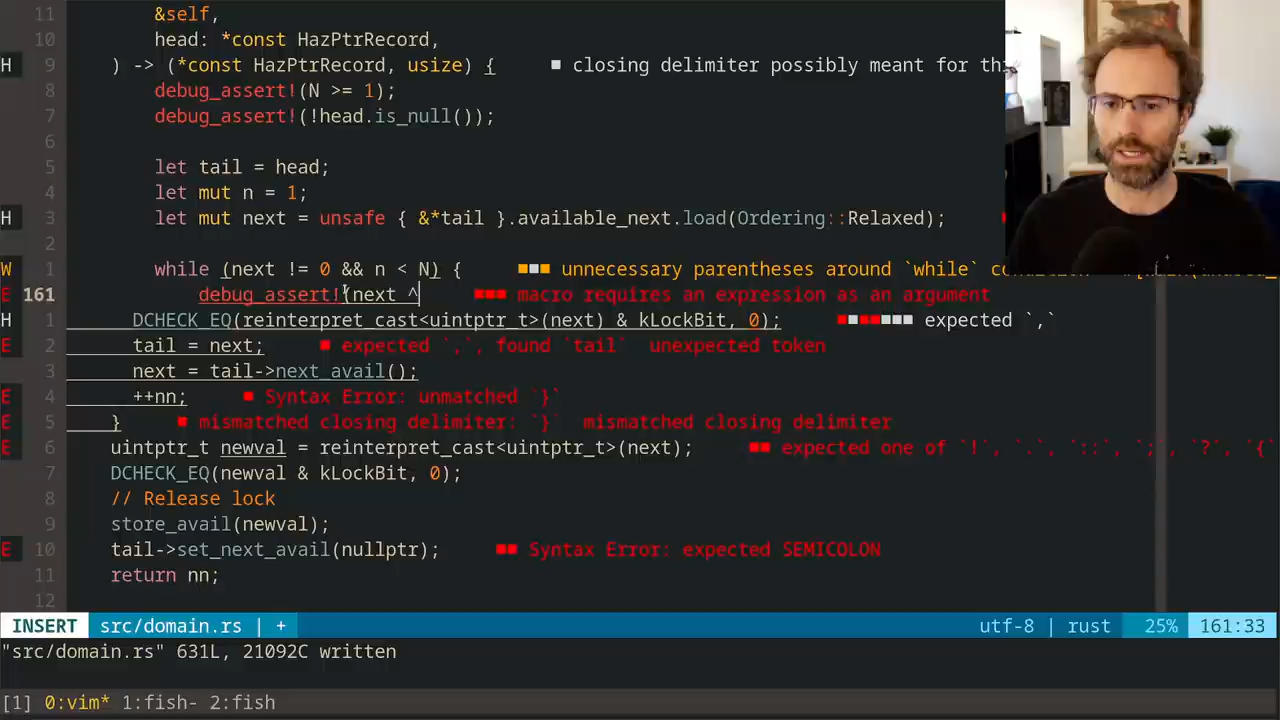 11 &self,
10 head: *const HazPtrRecord,
H 9 ) -> (*const HazPtrRecord, usize) { ■ closing delimiter possibly meant for thi
8 debug_assert!(N >= 1);
7 debug_assert!(!head.is_null());
6
5 let tail = head;
4 let mut n = 1;
H 3 let mut next = unsafe { &*tail }.available_next.load(Ordering::Relaxed);
2
W 1 while (next != 0 && n < N) { ■■■ unnecessary parentheses around `while`
E 161 debug_assert!(next ^ ■■■ macro requires an expression as an argument
H 1 DCHECK_EQ(reinterpret_cast<uintptr_t>(next) & kLockBit, 0); ■■■■■■■ expected `,`
E 2 tail = next; ■ expected `,`, found `tail` unexpected token
E 3 next = tail->next_avail();
E 4 ++nn; ■ Syntax Error: unmatched `}`
E 5 } ■ mismatched closing delimiter: `}` mismatched closing delimiter
E 6 uintptr_t newval = reinterpret_cast<uintptr_t>(next); ■■ expected one of `!`, `.`, `::`, `;`, `?`, `{`
7 DCHECK_EQ(newval & kLockBit, 0);
8 // Release lock
9 store_avail(newval);
E 10 tail->set_next_avail(nullptr); ■■ Syntax Error: expected SEMICOLON
11 return nn;
12
INSERT src/domain.rs | + utf-8 | rust 25% 161:33
"src/domain.rs" 631L, 21092C written
[1] 0:vim* 1:fish- 2:fish